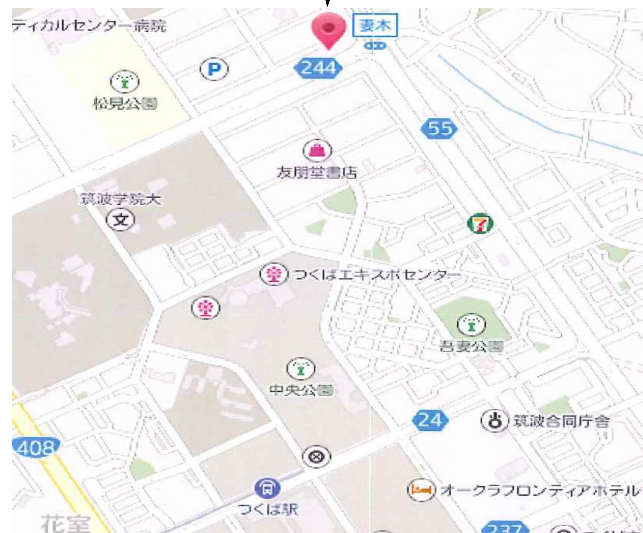 ティカルセンター病院
妻木
244
P
松見公園
55
友朋堂書店
筑波学院大
文
7
つくばエキスポセンター
吾妻公園
中央公園
24
筑波合同庁舎
408
オークラフロンティアホテル
つくば駅
花室
237